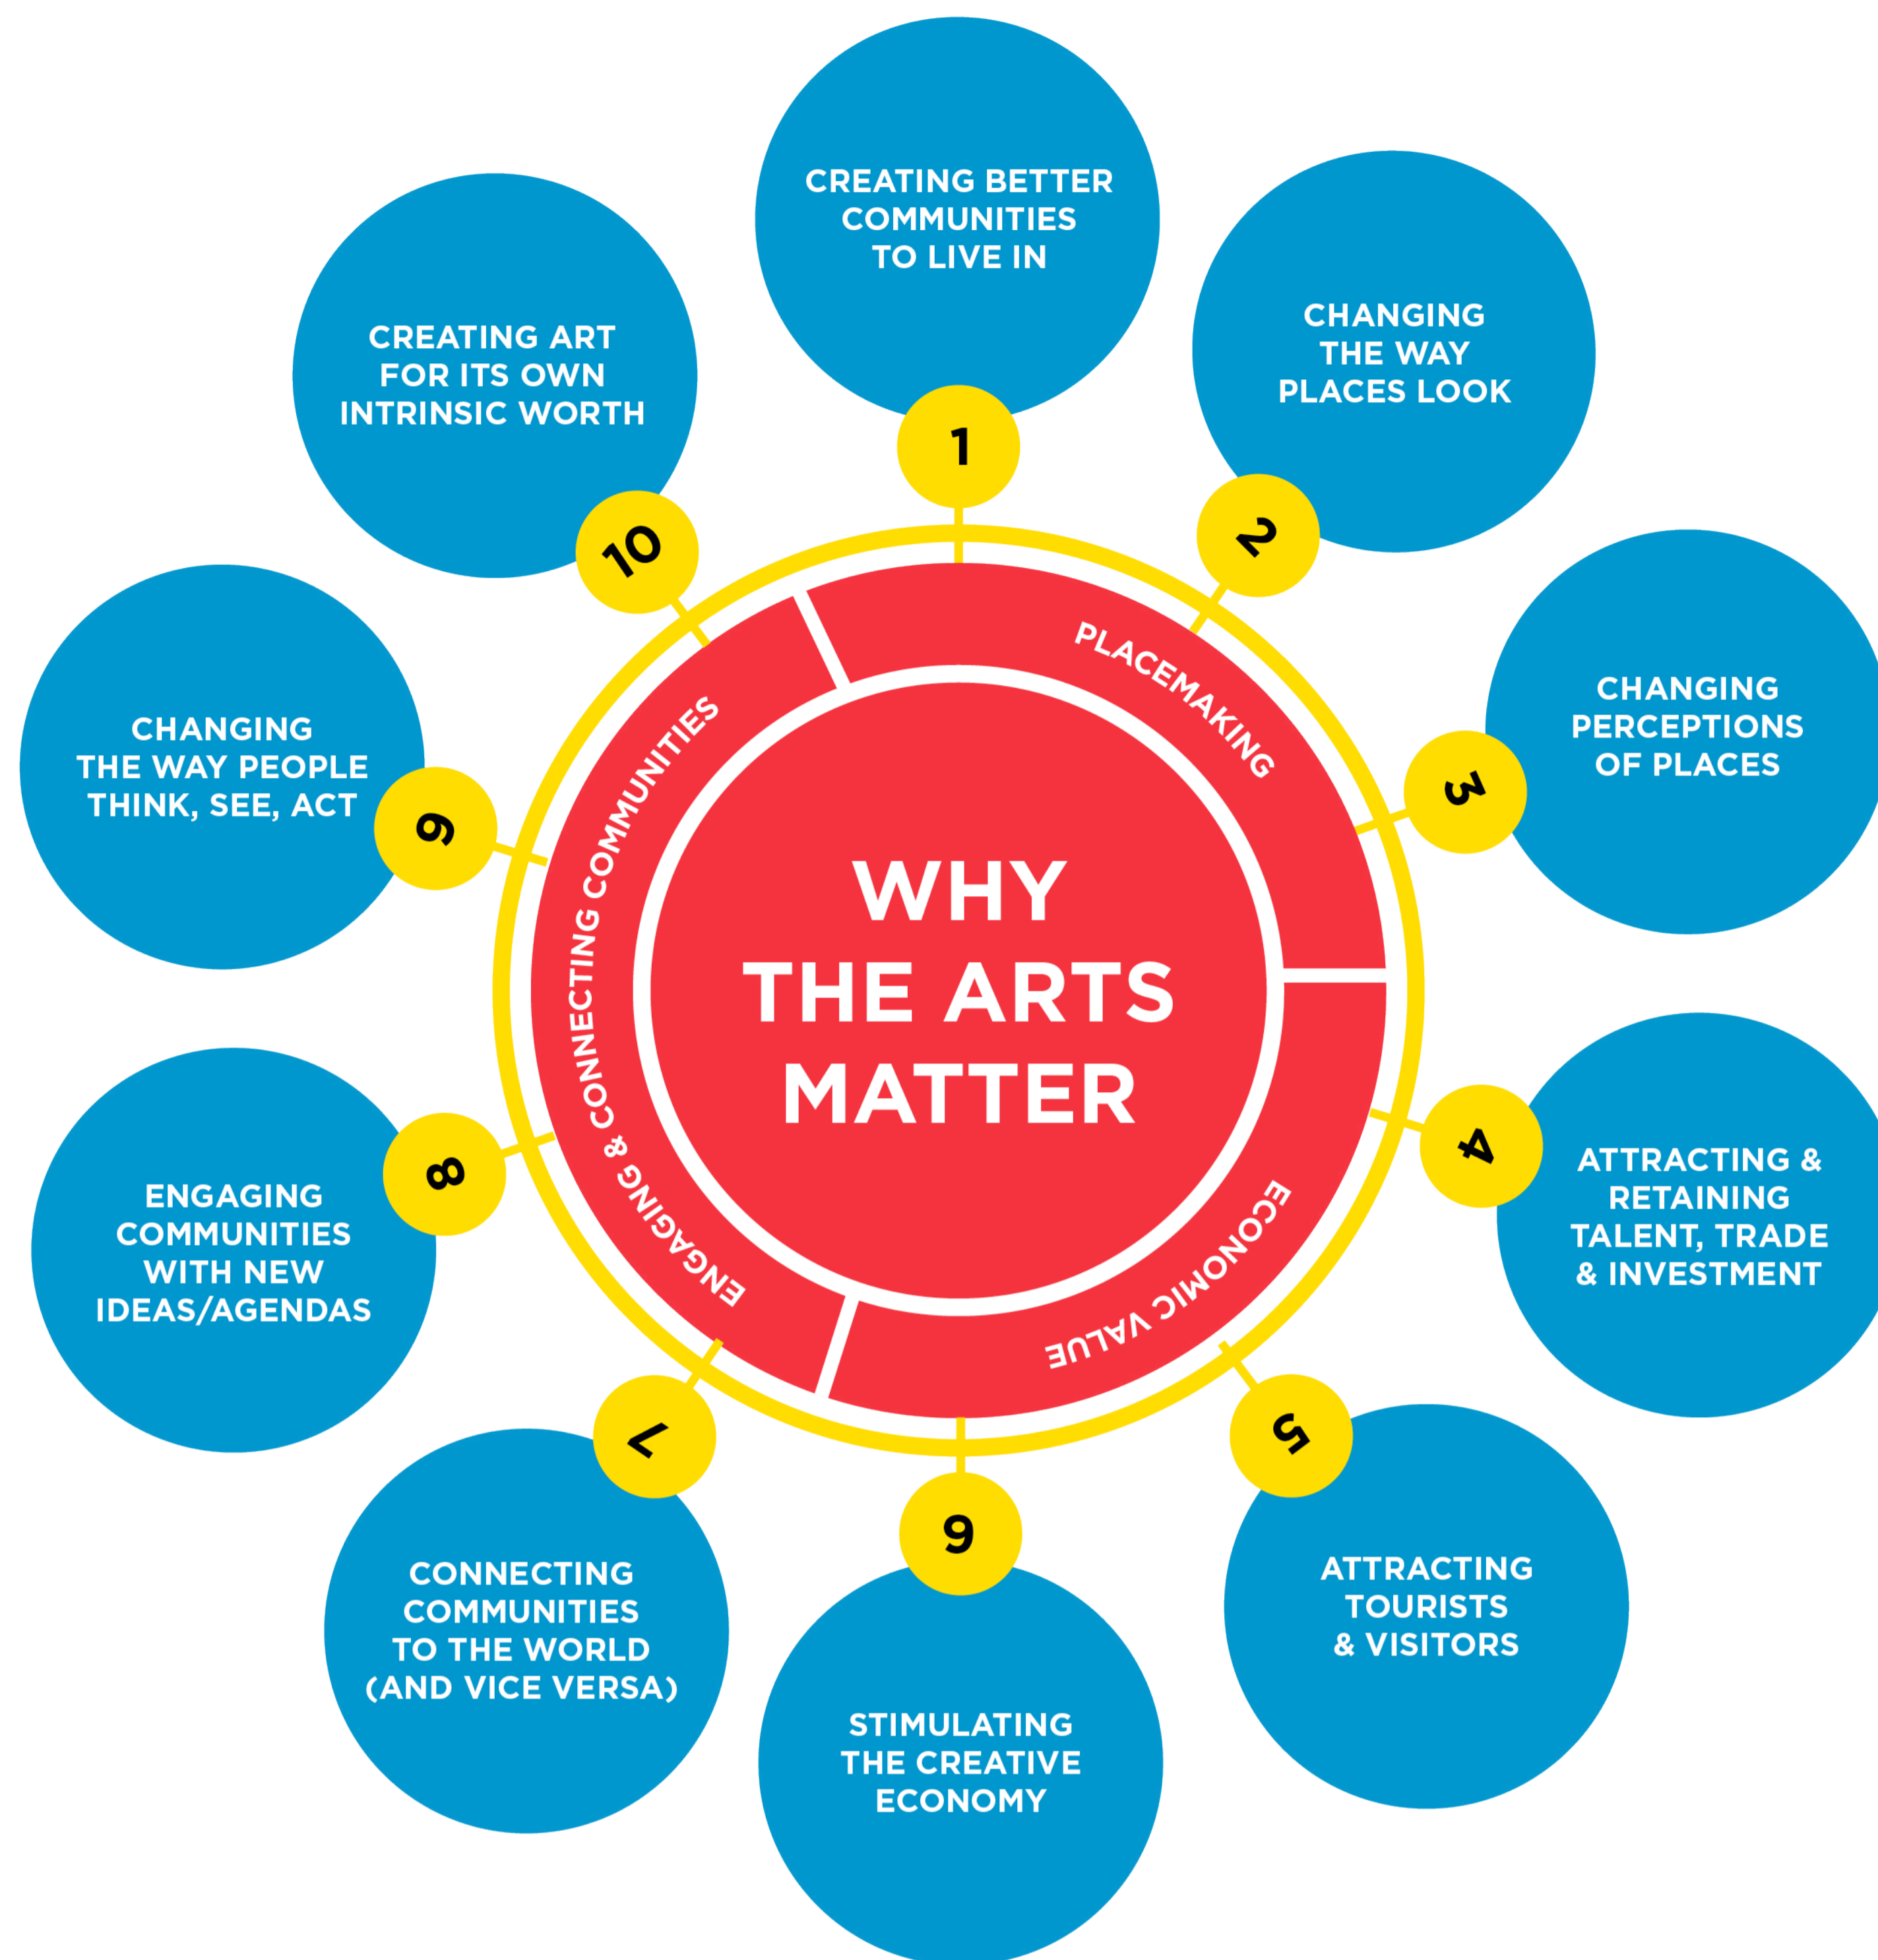 WHY
THE ARTS
MATTER
PLACEMAKING
ECONOMIC VALUE
ENGAGING & CONNECTING COMMUNITIES
1
CREATING BETTER
COMMUNITIES
TO LIVE IN
2
CHANGING
THE WAY
PLACES LOOK
3
CHANGING
PERCEPTIONS
OF PLACES
4
ATTRACTING &
RETAINING
TALENT, TRADE
& INVESTMENT
5
ATTRACTING
TOURISTS
& VISITORS
6
STIMULATING
THE CREATIVE
ECONOMY
7
CONNECTING
COMMUNITIES
TO THE WORLD
(AND VICE VERSA)
8
ENGAGING
COMMUNITIES
WITH NEW
IDEAS/AGENDAS
9
CHANGING
THE WAY PEOPLE
THINK, SEE, ACT
10
CREATING ART
FOR ITS OWN
INTRINSIC WORTH